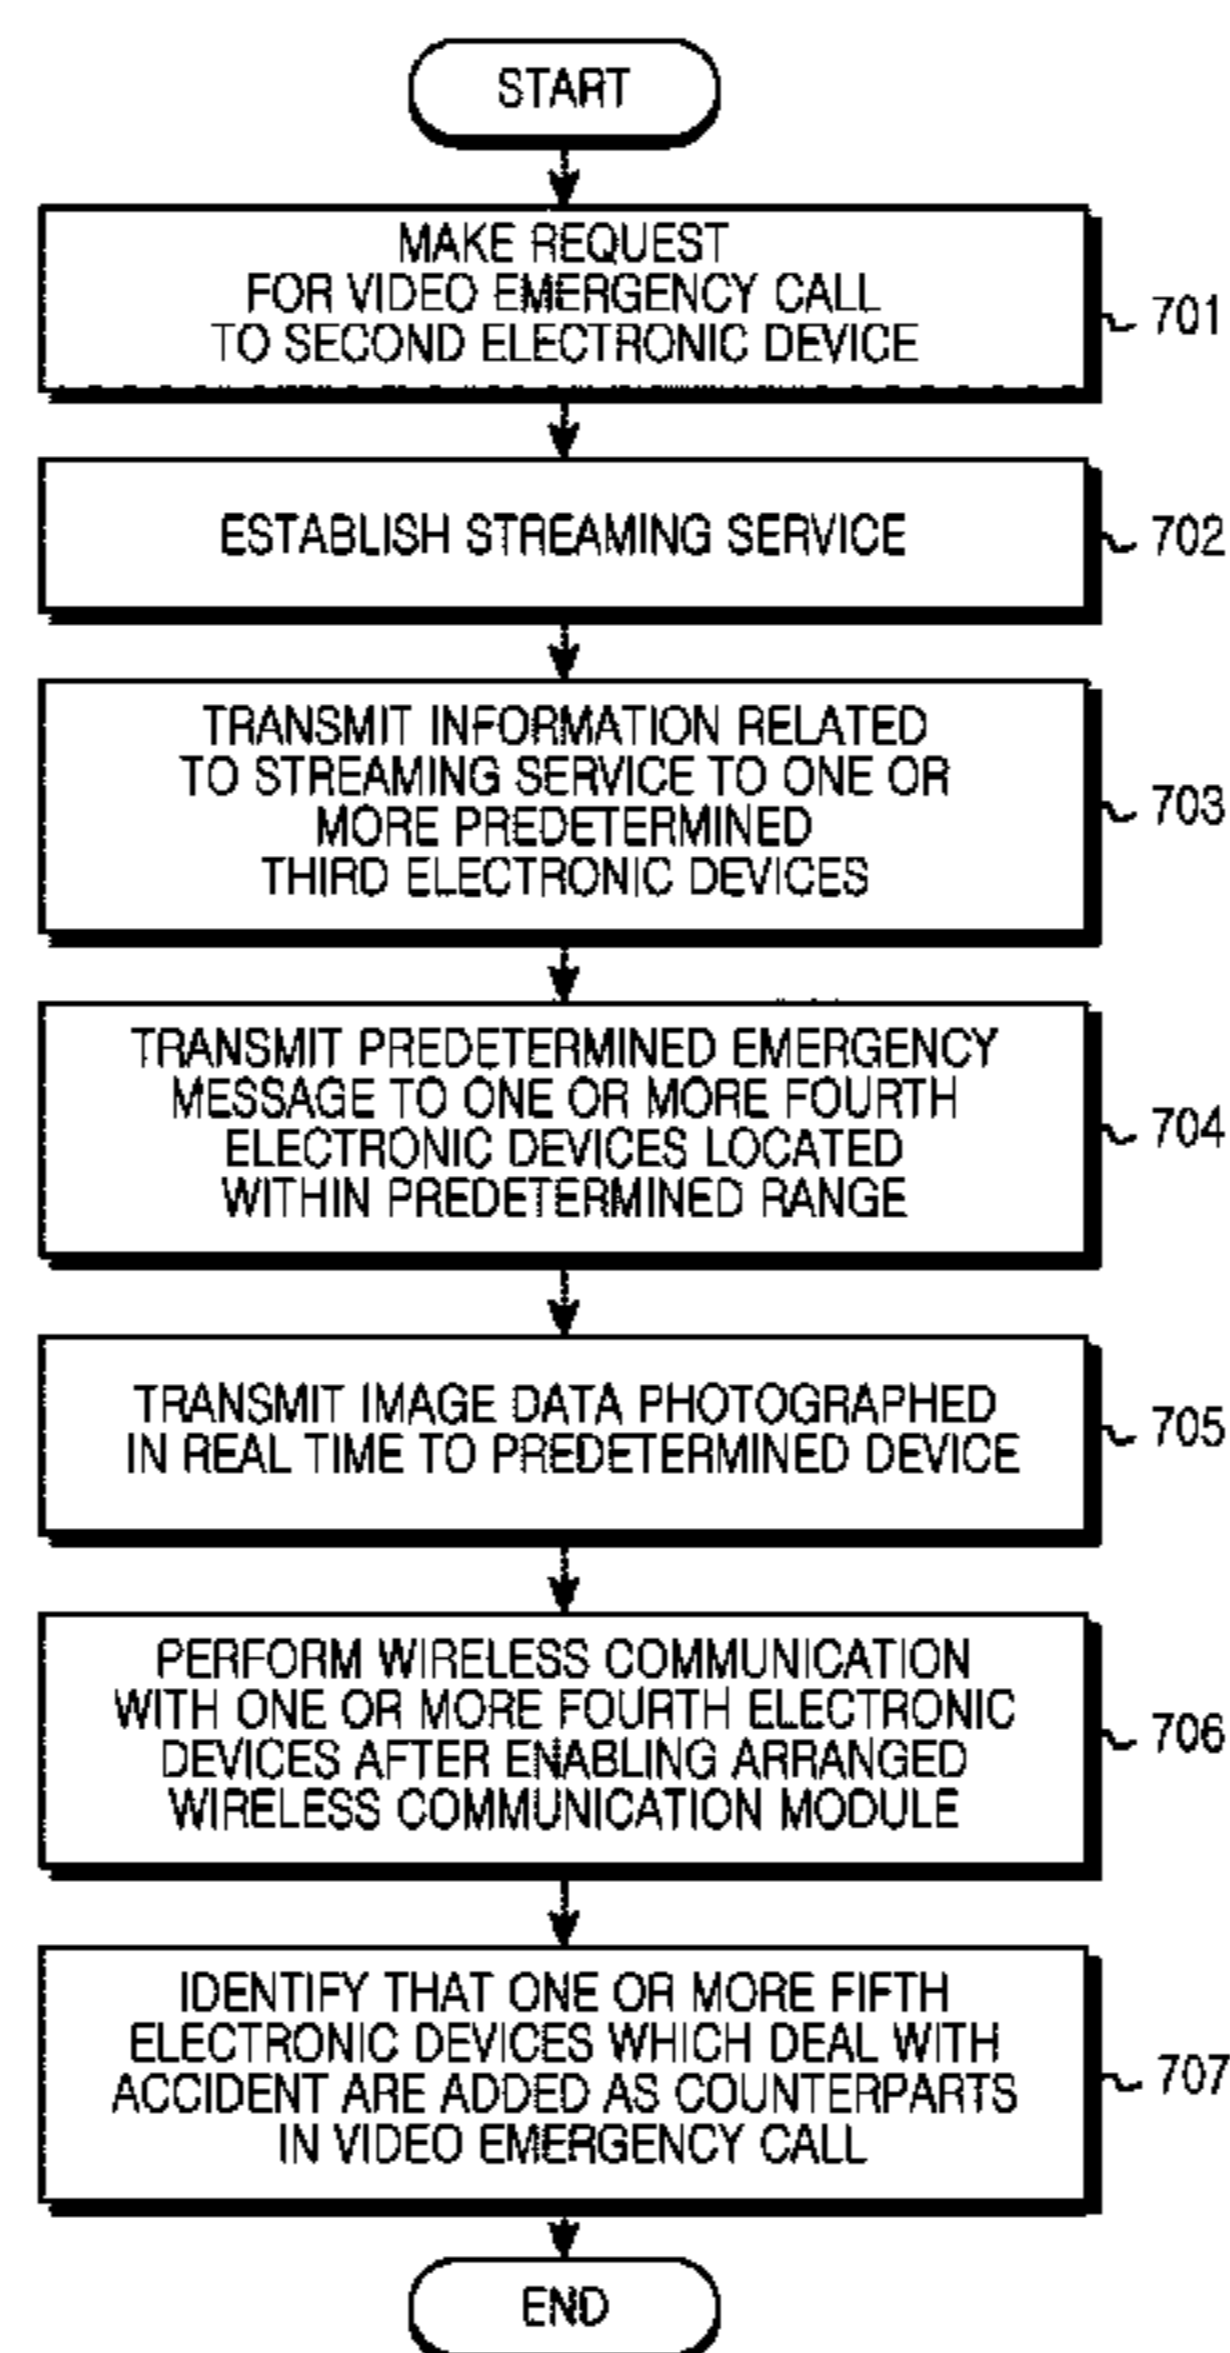 START
MAKE REQUEST
FOR VIDEO EMERGENCY CALL
TO SECOND ELECTRONIC DEVICE
701
ESTABLISH STREAMING SERVICE
702
TRANSMIT INFORMATION RELATED
TO STREAMING SERVICE TO ONE OR
MORE PREDETERMINED
THIRD ELECTRONIC DEVICES
703
TRANSMIT PREDETERMINED EMERGENCY
MESSAGE TO ONE OR MORE FOURTH
ELECTRONIC DEVICES LOCATED
WITHIN PREDETERMINED RANGE
704
TRANSMIT IMAGE DATA PHOTOGRAPHED
IN REAL TIME TO PREDETERMINED DEVICE
705
PERFORM WIRELESS COMMUNICATION
WITH ONE OR MORE FOURTH ELECTRONIC
DEVICES AFTER ENABLING ARRANGED
WIRELESS COMMUNICATION MODULE
706
IDENTIFY THAT ONE OR MORE FIFTH
ELECTRONIC DEVICES WHICH DEAL WITH
ACCIDENT ARE ADDED AS COUNTERPARTS
IN VIDEO EMERGENCY CALL
707
END